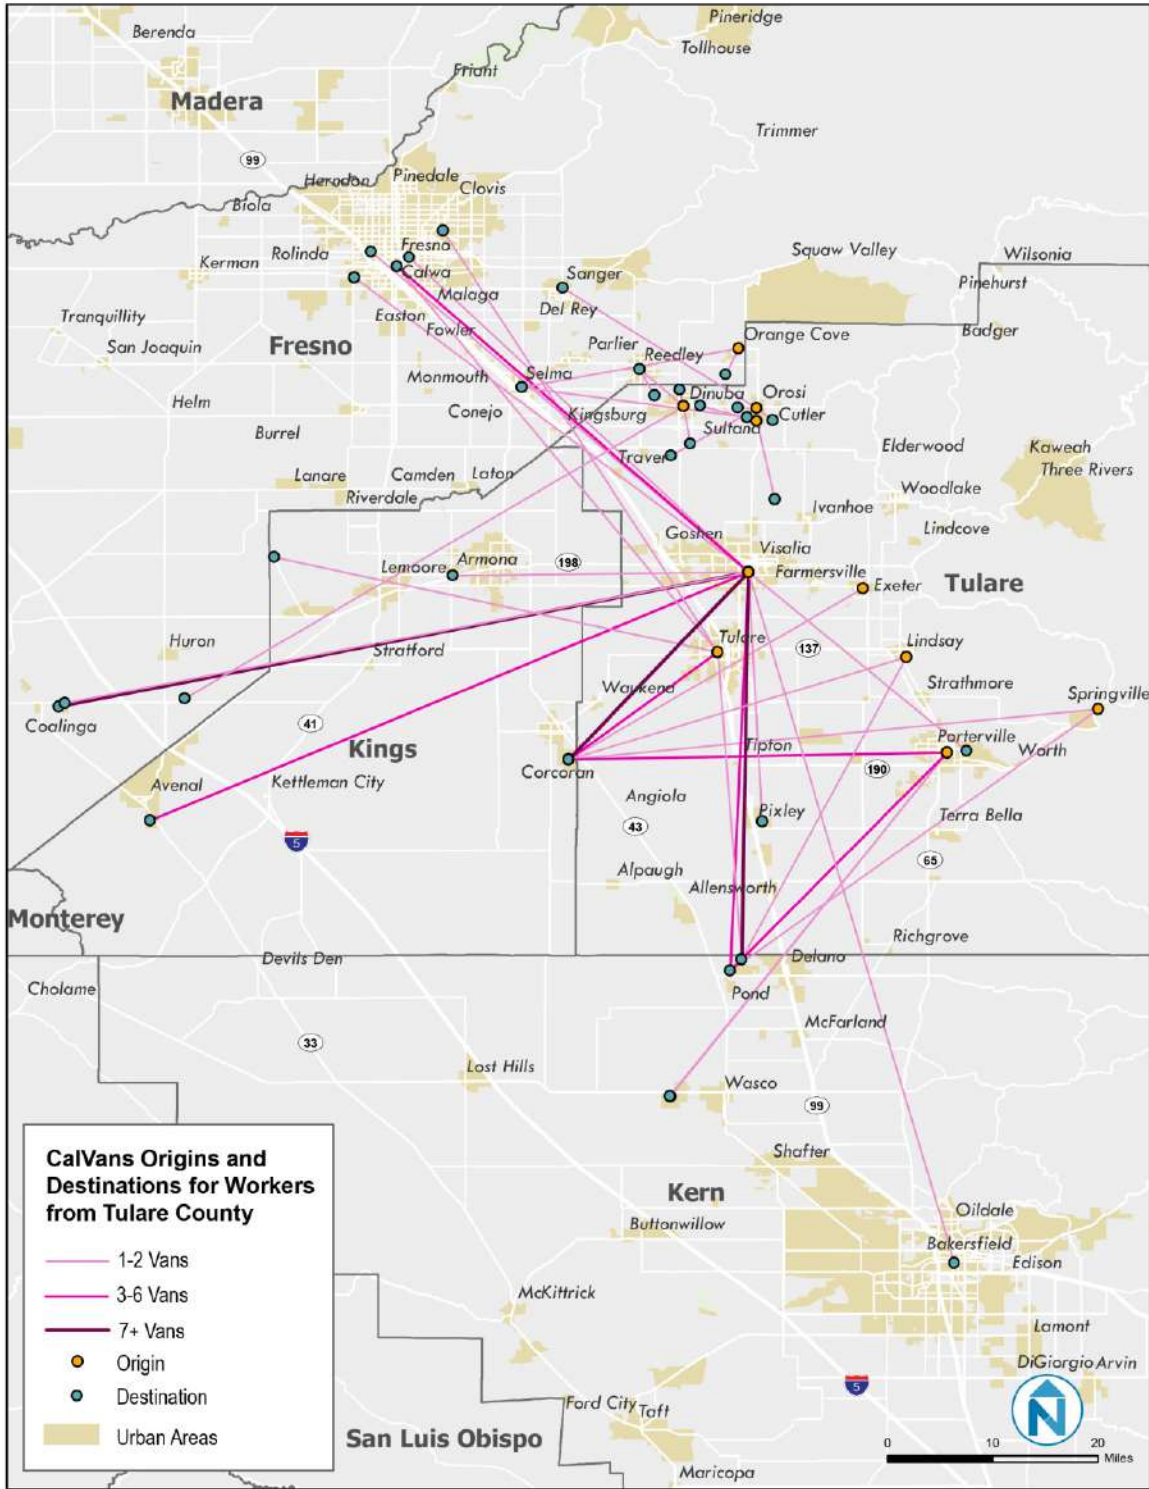 Pineridge
Berenda
Tollhouse
Friant
Madera
Trimmer
99
Herndon
Pinedale
Clovis
Biola
Rolinda
Fresno
Squaw Valley
Wilsonia
Kerman
Calwa
Sanger
Pinehurst
Malaga
Del Rey
Tranquillity
Easton
Fowler
Badger
Orange Cove
San Joaquin
Fresno
Parlier
Reedley
Monmouth
Selma
Helm
Conejo
Kingsburg
Dinuba
Orosi
Cutler
Sultana
Burrel
Elderwood
Kaweah
Traver
Three Rivers
Lanare
Camden
Laton
Woodlake
Riverdale
Ivanhoe
Lindcove
Goshen
Visalia
Lemoore
Armona
198
Farmersville
Exeter
Tulare
Huron
Stratford
Tulare
137
Lindsay
Waukena
Strathmore
Springville
Coalinga
41
Kings
Tipton
Porterville
Worth
Corcoran
190
Avenal
Kettleman City
Angiola
Pixley
Terra Bella
43
5
65
Alpaugh
Allensworth
Monterey
Richgrove
Devils Den
Delano
Cholame
Pond
McFarland
33
Lost Hills
Wasco
99
Shafter
Kern
Oildale
Buttonwillow
Bakersfield
Edison
McKittrick
Lamont
DiGiorgio
Arvin
5
Ford City
Taft
San Luis Obispo
Maricopa
CalVans Origins and
Destinations for Workers
from Tulare County
1-2 Vans
3-6 Vans
7+ Vans
Origin
Destination
Urban Areas
N
0 10 20
Miles